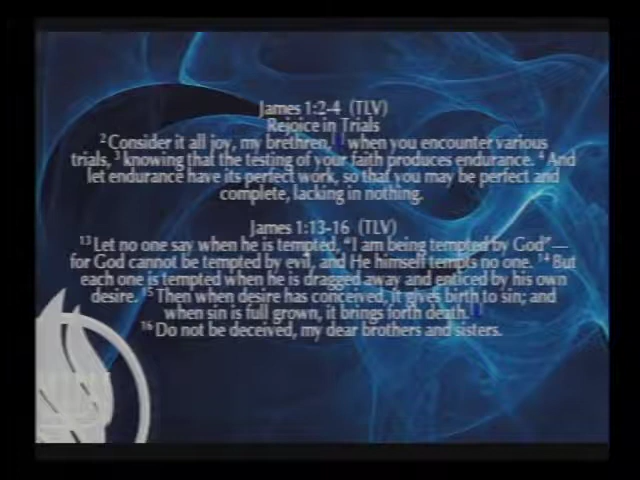 James 1:2-4 (TLV)
Rejoice in Trials
2 Consider it all joy, my brethren, when you encounter various
trials, 3 knowing that the testing of your faith produces endurance. 4 And
let endurance have its perfect work, so that you may be perfect and
complete, lacking in nothing.
James 1:13-16 (TLV)
13 Let no one say when he is tempted, “I am being tempted by God”—
for God cannot be tempted by evil, and He himself tempts no one. 14 But
each one is tempted when he is dragged away and enticed by his own
desire. 15 Then when desire has conceived, it gives birth to sin; and
when sin is full grown, it brings forth death.
16 Do not be deceived, my dear brothers and sisters.